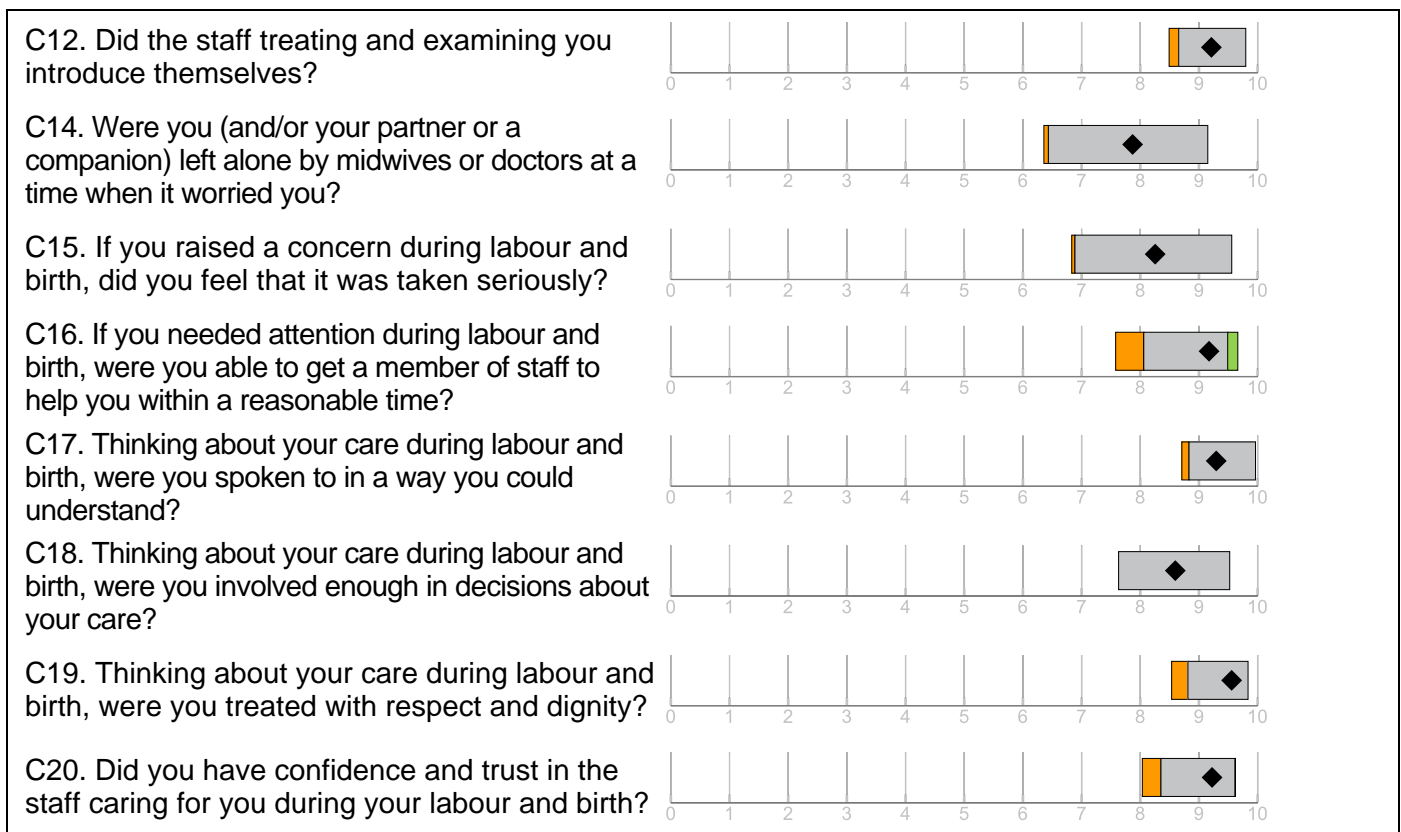 C12. Did the staff treating and examining you
introduce themselves?
0 1 2 3 4 5 6 7 8 9 10
C14. Were you (and/or your partner or a
companion) left alone by midwives or doctors at a
time when it worried you?
0 1 2 3 4 5 6 7 8 9 10
C15. If you raised a concern during labour and
birth, did you feel that it was taken seriously?
0 1 2 3 4 5 6 7 8 9 10
C16. If you needed attention during labour and
birth, were you able to get a member of staff to
help you within a reasonable time?
0 1 2 3 4 5 6 7 8 9 10
C17. Thinking about your care during labour and
birth, were you spoken to in a way you could
understand?
0 1 2 3 4 5 6 7 8 9 10
C18. Thinking about your care during labour and
birth, were you involved enough in decisions about
your care?
0 1 2 3 4 5 6 7 8 9 10
C19. Thinking about your care during labour and
birth, were you treated with respect and dignity?
0 1 2 3 4 5 6 7 8 9 10
C20. Did you have confidence and trust in the
staff caring for you during your labour and birth?
0 1 2 3 4 5 6 7 8 9 10